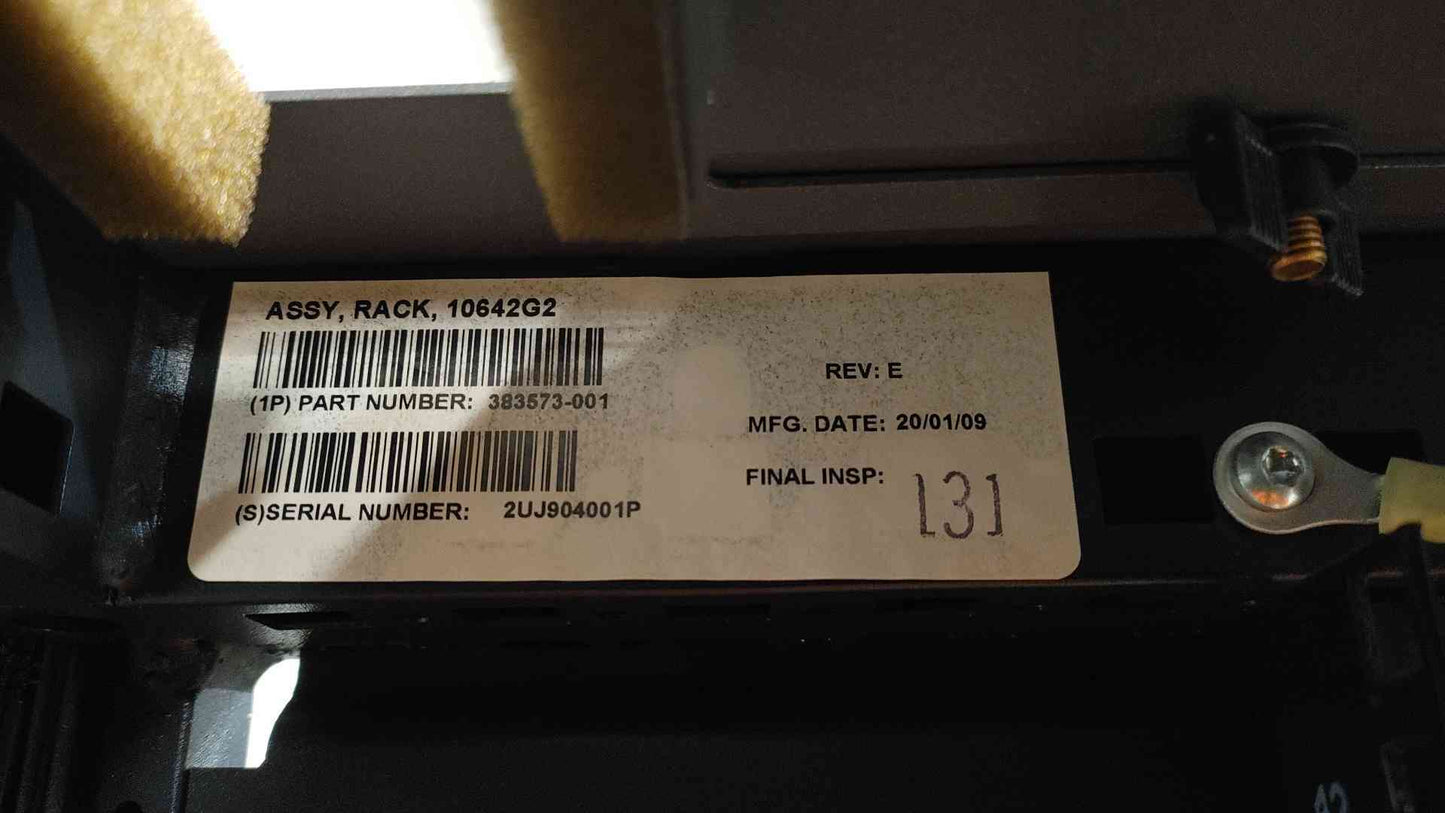 ASSY, RACK, 10642G2
(1P) PART NUMBER: 383573-001
(S)SERIAL NUMBER: 2UJ904001P
REV: E
MFG. DATE: 20/01/09
FINAL INSP:
[3]